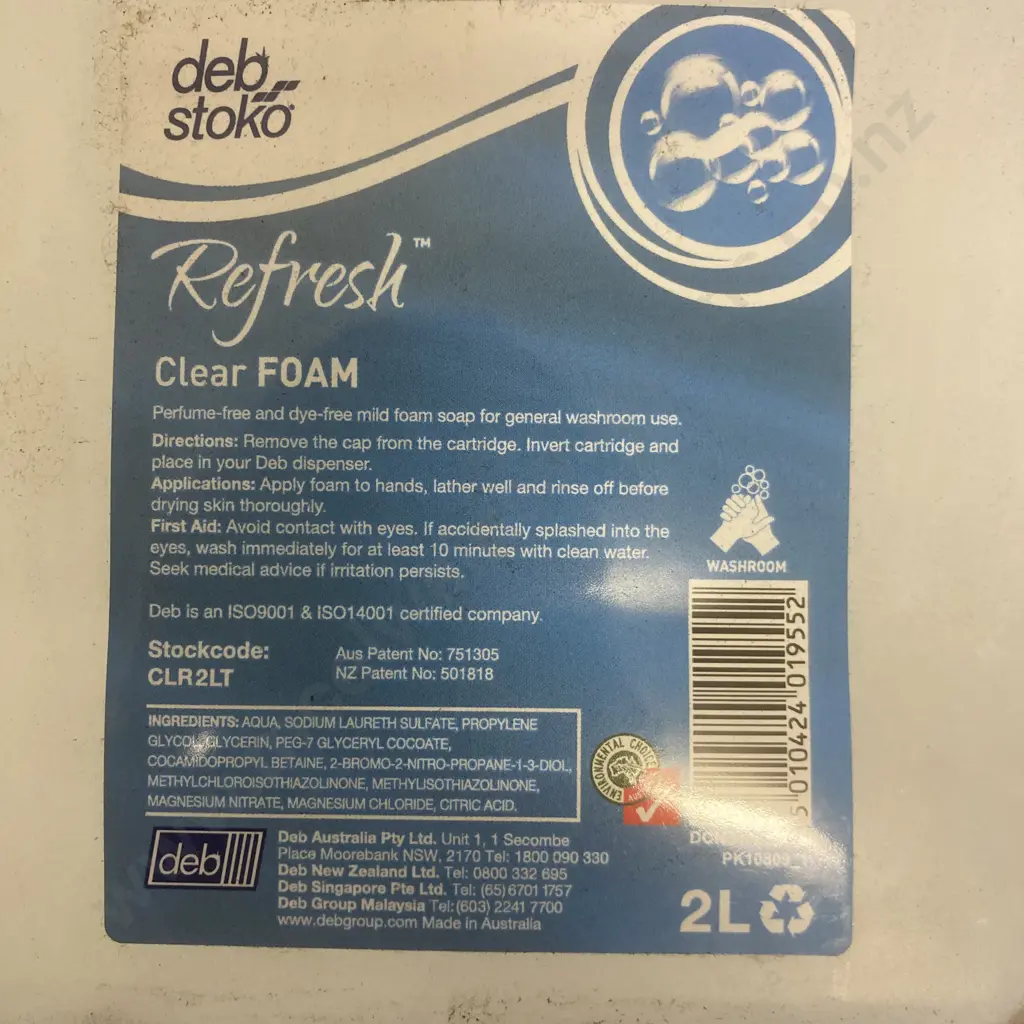 deb
stoko
Refresh™
Clear FOAM
Perfume-free and dye-free mild foam soap for general washroom use.
Directions: Remove the cap from the cartridge. Invert cartridge and
place in your Deb dispenser.
Applications: Apply foam to hands, lather well and rinse off before
drying skin thoroughly.
First Aid: Avoid contact with eyes. If accidentally splashed into the
eyes, wash immediately for at least 10 minutes with clean water.
Seek medical advice if irritation persists.
Deb is an ISO9001 & ISO14001 certified company.
Stockcode:
CLR2LT
Aus Patent No: 751305
NZ Patent No: 501818
WASHROOM
5 010424 019552
INGREDIENTS: AQUA, SODIUM LAURETH SULFATE, PROPYLENE
GLYCOL, GLYCERIN, PEG-7 GLYCERYL COCOATE,
COCAMIDOPROPYL BETAINE, 2-BROMO-2-NITRO-PROPANE-1-3-DIOL,
METHYLCHLOROISOTHIAZOLINONE, METHYLISOTHIAZOLINONE,
MAGNESIUM NITRATE, MAGNESIUM CHLORIDE, CITRIC ACID.
ENVIRONMENTAL CHOICE
deb
Deb Australia Pty Ltd. Unit 1, 1 Secombe
Place Moorebank NSW, 2170 Tel: 1800 090 330
Deb New Zealand Ltd. Tel: 0800 332 695
Deb Singapore Pte Ltd. Tel: (65) 6701 1757
Deb Group Malaysia Tel:(603) 2241 7700
www.debgroup.com Made in Australia
2L
.nz